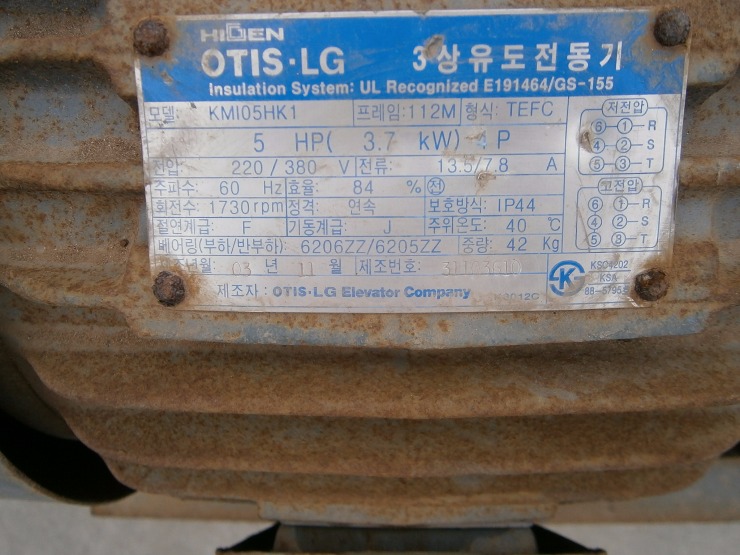 HIGEN
OTIS·LG 3상유도전동기
Insulation System: UL Recognized E191464/GS-155
모델: KMI05HK1 프레임: 112M 형식: TEFC
5 HP( 3.7 kW) 4 P
전압: 220 / 380 V 전류: 13.5/7.8 A
주파수: 60 Hz 효율: 84 % 전
회전수: 1730 rpm 정격: 연속 보호방식: IP44
절연계급: F 기동계급: J 주위온도: 40 ℃
베어링(부하/반부하): 6206ZZ/6205ZZ 중량: 42 Kg
03 년 11 월 제조번호:
제조자: OTIS·LG Elevator Company
저전압
⑥ ① R
④ ② S
⑤ ③ T
고전압
⑥ ① R
④ ② S
⑤ T
K
KSC4202
KSA